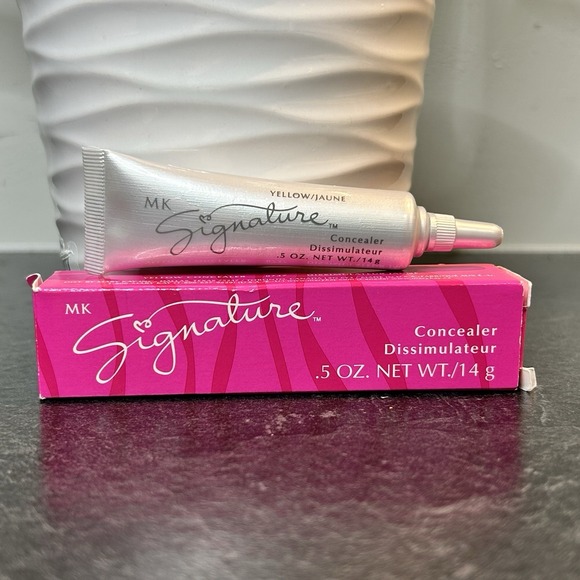 YELLOW/JAUNE
MK Signature™
Concealer
Dissimulateur
.5 OZ. NET WT./14 g
MK
Signature™
Concealer
Dissimulateur
.5 OZ. NET WT./14 g